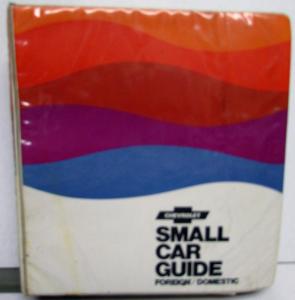 CHEVROLET
SMALL
CAR
GUIDE
FOREIGN / DOMESTIC